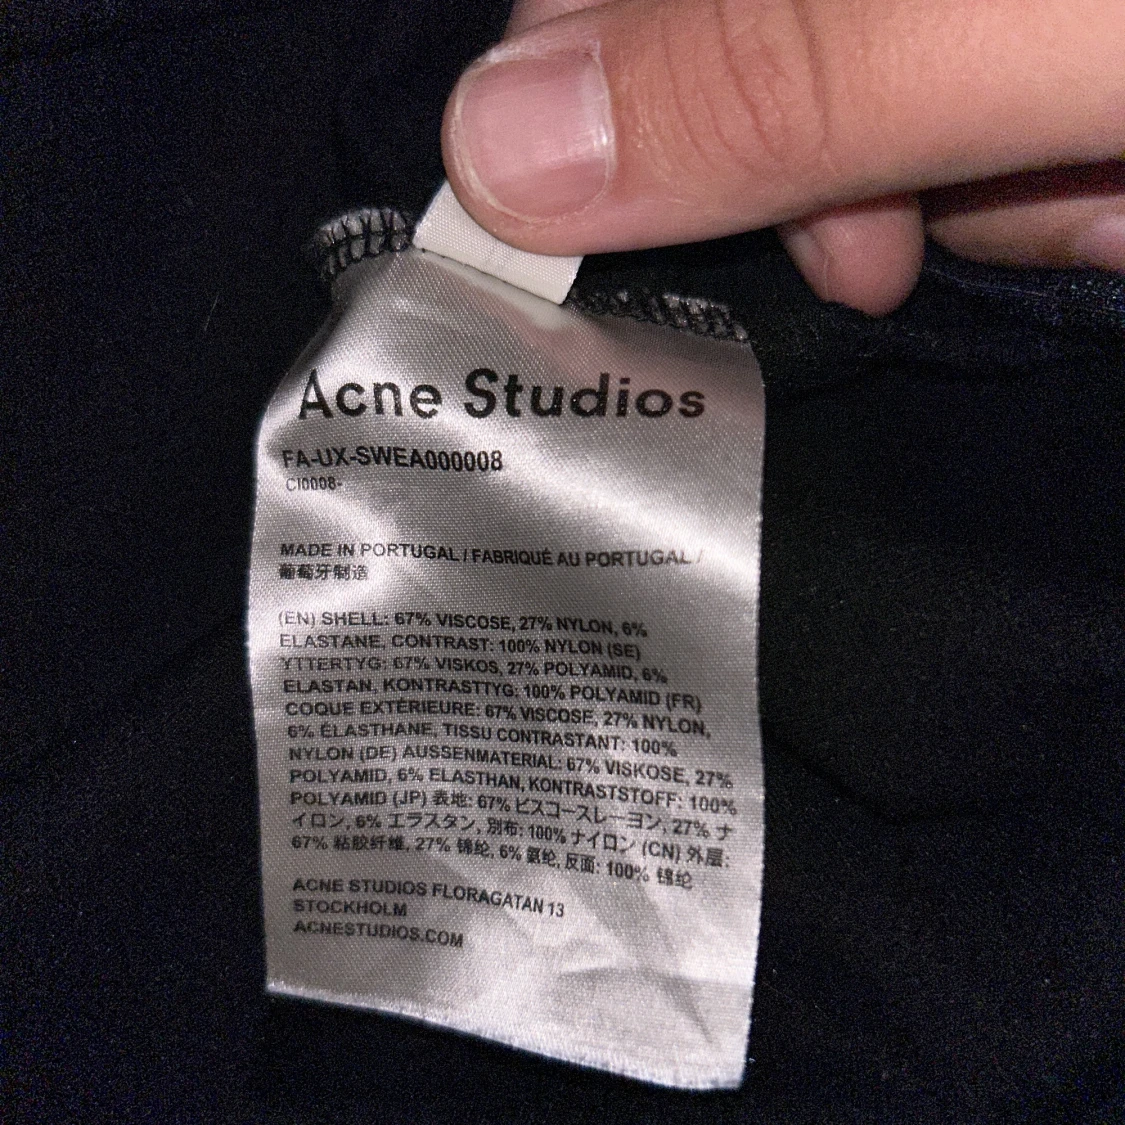 Acne Studios
FA-UX-SWEA000008
CI0008-
MADE IN PORTUGAL / FABRIQUÉ AU PORTUGAL /
葡萄牙制造
(EN) SHELL: 67% VISCOSE, 27% NYLON, 6%
ELASTANE, CONTRAST: 100% NYLON (SE)
YTTERTYG: 67% VISKOS, 27% POLYAMID, 6%
ELASTAN, KONTRASTTYG: 100% POLYAMID (FR)
COQUE EXTÉRIEURE: 67% VISCOSE, 27% NYLON,
6% ÉLASTHANE, TISSU CONTRASTANT: 100%
NYLON (DE) AUSSENMATERIAL: 67% VISKOSE, 27%
POLYAMID, 6% ELASTHAN, KONTRASTSTOFF: 100%
POLYAMID (JP) 表地: 67% ビスコースレーヨン, 27% ナ
イロン, 6% エラスタン, 別布: 100% ナイロン (CN) 外层:
67% 粘胶纤维, 27% 锦纶, 6% 氨纶, 反面: 100% 锦纶
ACNE STUDIOS FLORAGATAN 13
STOCKHOLM
ACNESTUDIOS.COM